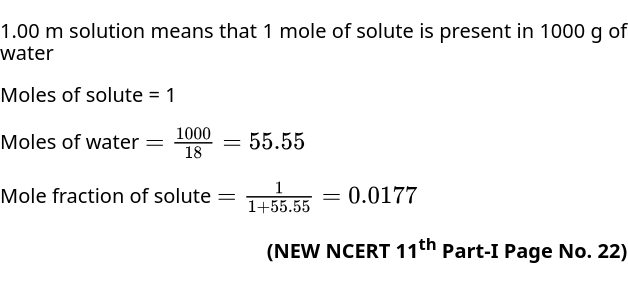 1.00 m solution means that 1 mole of solute is present in 1000 g of
water
Moles of solute = 1
Moles of water = \frac{1000}{18} = 55.55
Mole fraction of solute = \frac{1}{1+55.55} = 0.0177
(NEW NCERT 11^{th} Part-I Page No. 22)